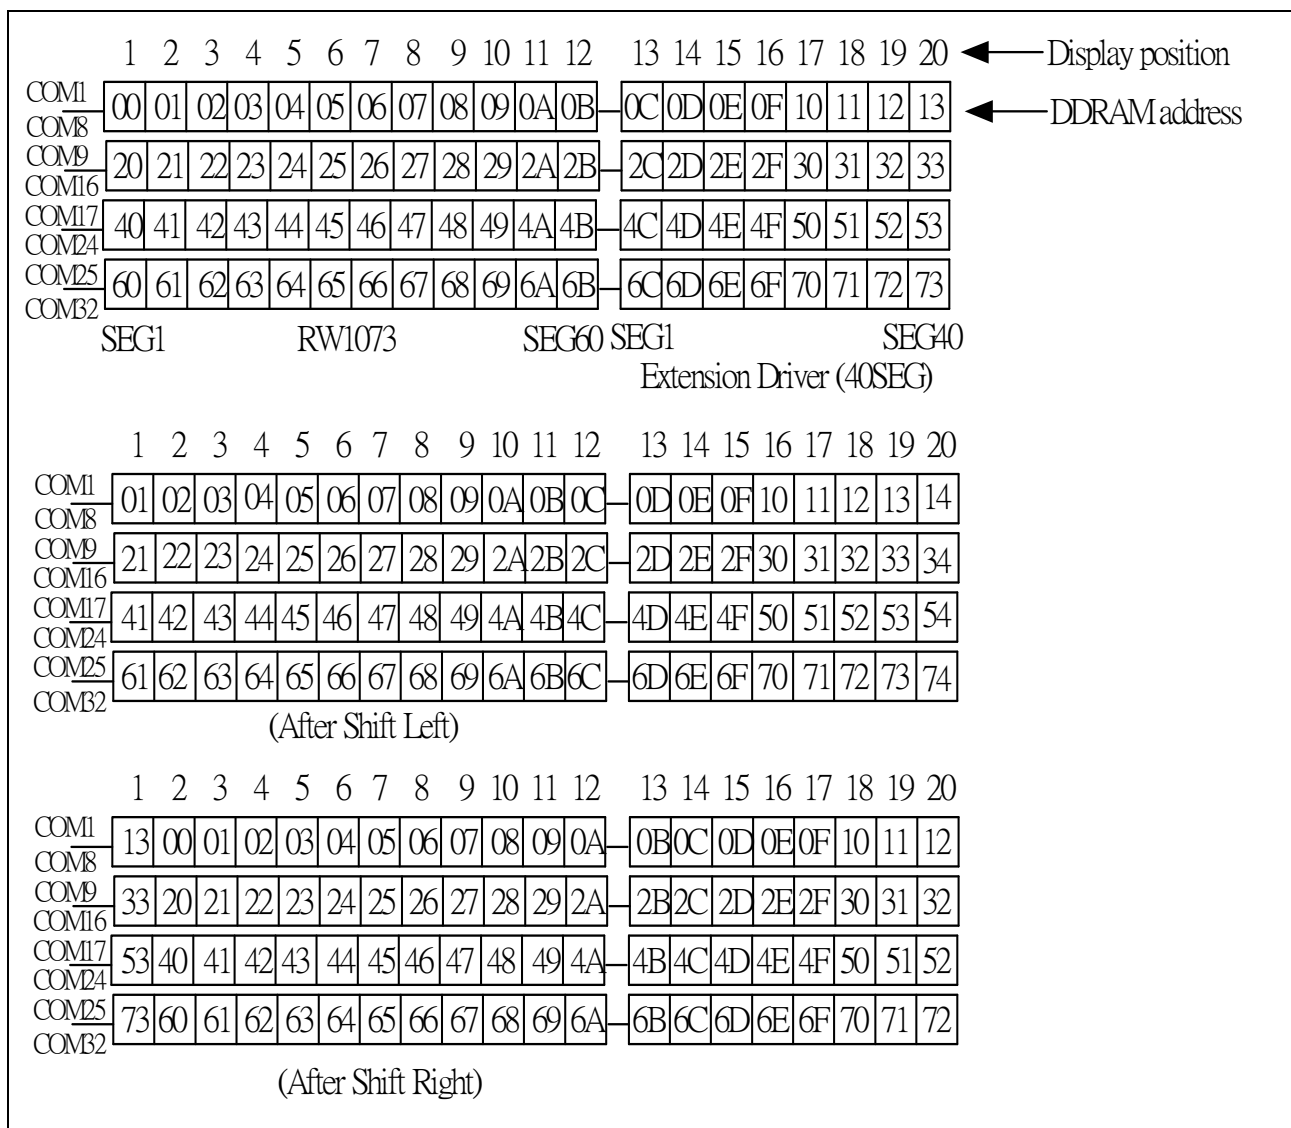 1 2 3 4 5 6 7 8 9 10 11 12 13 14 15 16 17 18 19 20 Display position
COM1
00 01 02 03 04 05 06 07 08 09 0A 0B 0C 0D 0E 0F 10 11 12 13 DDRAM address
COM8
COM9
20 21 22 23 24 25 26 27 28 29 2A 2B 2C 2D 2E 2F 30 31 32 33
COM16
COM17
40 41 42 43 44 45 46 47 48 49 4A 4B 4C 4D 4E 4F 50 51 52 53
COM24
COM25
60 61 62 63 64 65 66 67 68 69 6A 6B 6C 6D 6E 6F 70 71 72 73
COM32
SEG1 RW1073 SEG60 SEG1 SEG40
Extension Driver (40SEG)
1 2 3 4 5 6 7 8 9 10 11 12 13 14 15 16 17 18 19 20
COM1
01 02 03 04 05 06 07 08 09 0A 0B 0C 0D 0E 0F 10 11 12 13 14
COM8
COM9
21 22 23 24 25 26 27 28 29 2A 2B 2C 2D 2E 2F 30 31 32 33 34
COM16
COM17
41 42 43 44 45 46 47 48 49 4A 4B 4C 4D 4E 4F 50 51 52 53 54
COM24
COM25
61 62 63 64 65 66 67 68 69 6A 6B 6C 6D 6E 6F 70 71 72 73 74
COM32
(After Shift Left)
1 2 3 4 5 6 7 8 9 10 11 12 13 14 15 16 17 18 19 20
COM1
13 00 01 02 03 04 05 06 07 08 09 0A 0B 0C 0D 0E 0F 10 11 12
COM8
COM9
33 20 21 22 23 24 25 26 27 28 29 2A 2B 2C 2D 2E 2F 30 31 32
COM16
COM17
53 40 41 42 43 44 45 46 47 48 49 4A 4B 4C 4D 4E 4F 50 51 52
COM24
COM25
73 60 61 62 63 64 65 66 67 68 69 6A 6B 6C 6D 6E 6F 70 71 72
COM32
(After Shift Right)